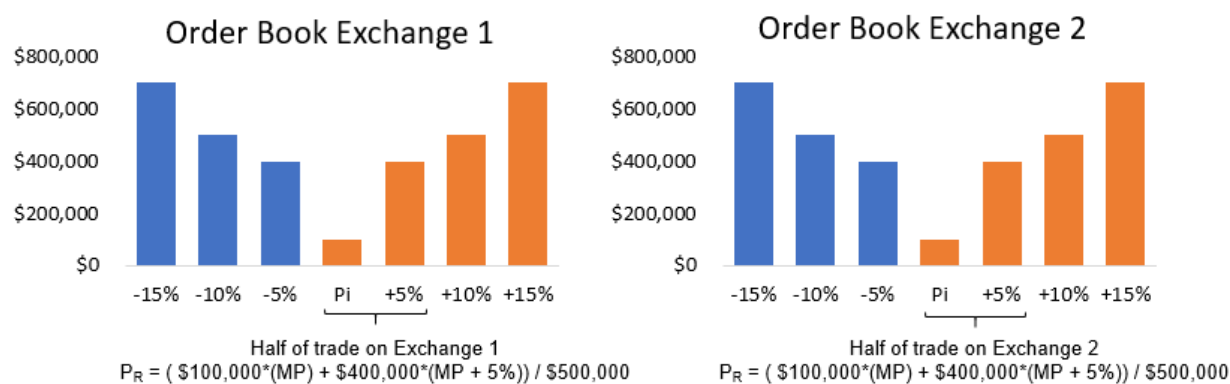 Order Book Exchange 1
$800,000
$600,000
$400,000
$200,000
$0
-15% -10% -5% Pi +5% +10% +15%
Half of trade on Exchange 1
PR = ( $100,000*(MP) + $400,000*(MP + 5%)) / $500,000
Order Book Exchange 2
$800,000
$600,000
$400,000
$200,000
$0
-15% -10% -5% Pi +5% +10% +15%
Half of trade on Exchange 2
PR = ( $100,000*(MP) + $400,000*(MP + 5%)) / $500,000